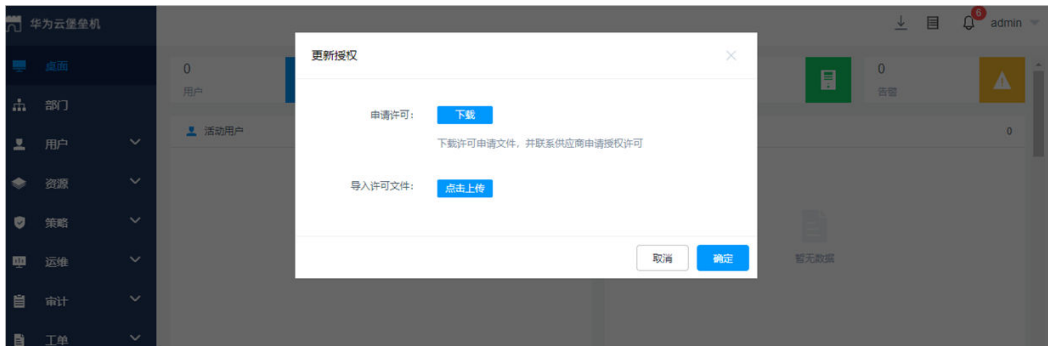 华为云堡垒机
6
admin
桌面
部门
用户
资源
策略
运维
审计
工单
0
用户
0
告警
活动用户
0
更新授权
申请许可：
下载
下载许可申请文件，并联系供应商申请授权许可
导入许可文件：
点击上传
取消
确定
暂无数据